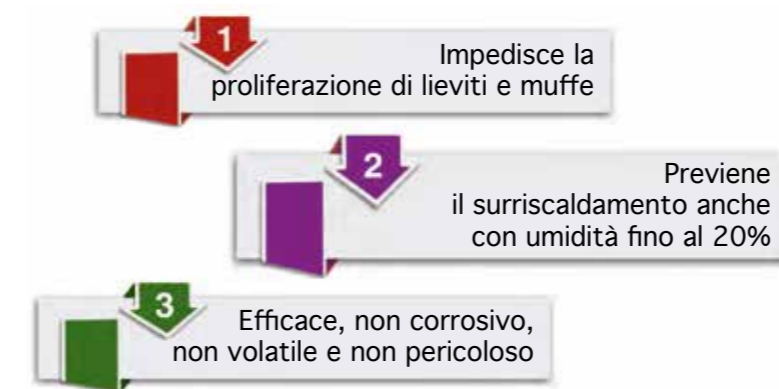 1
Impedisce la
proliferazione di lieviti e muffe
2
Previene
il surriscaldamento anche
con umidità fino al 20%
3
Efficace, non corrosivo,
non volatile e non pericoloso